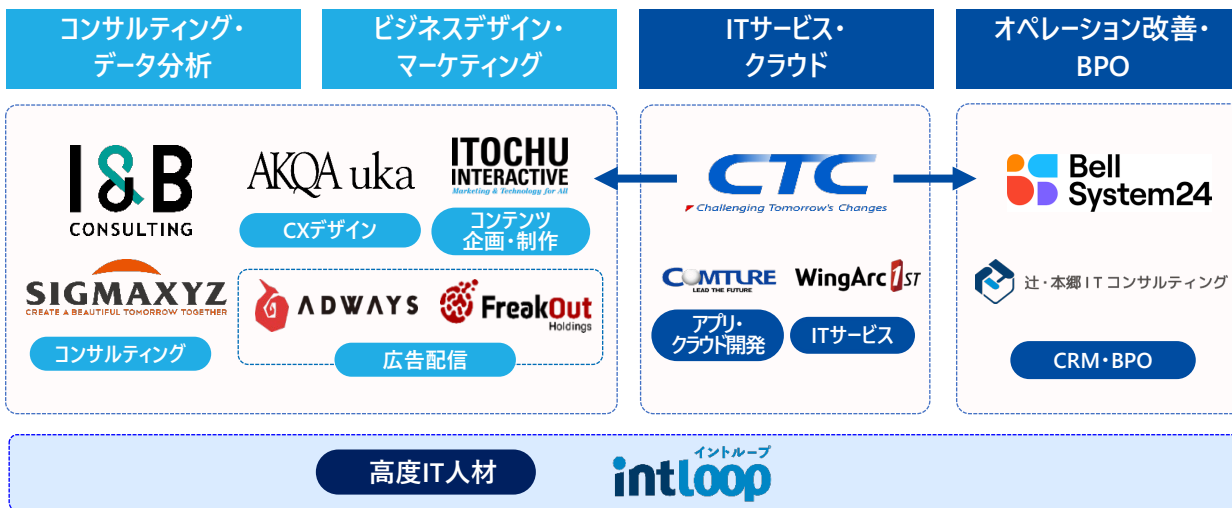 コンサルティング・
データ分析
ビジネスデザイン・
マーケティング
ITサービス・
クラウド
オペレーション改善・
BPO
I&B
CONSULTING
SIGMAXYZ
CREATE A BEAUTIFUL TOMORROW TOGETHER
コンサルティング
AKQA uka
CXデザイン
ITOCHU
INTERACTIVE
Marketing & Technology for All
コンテンツ
企画・制作
ADWAYS
FreakOut
Holdings
広告配信
CTC
Challenging Tomorrow's Changes
COMTURE
LEAD THE FUTURE
アプリ・
クラウド開発
WingArc1ST
ITサービス
Bell
System24
辻・本郷 IT コンサルティング
CRM・BPO
高度IT人材
イントループ
intloop